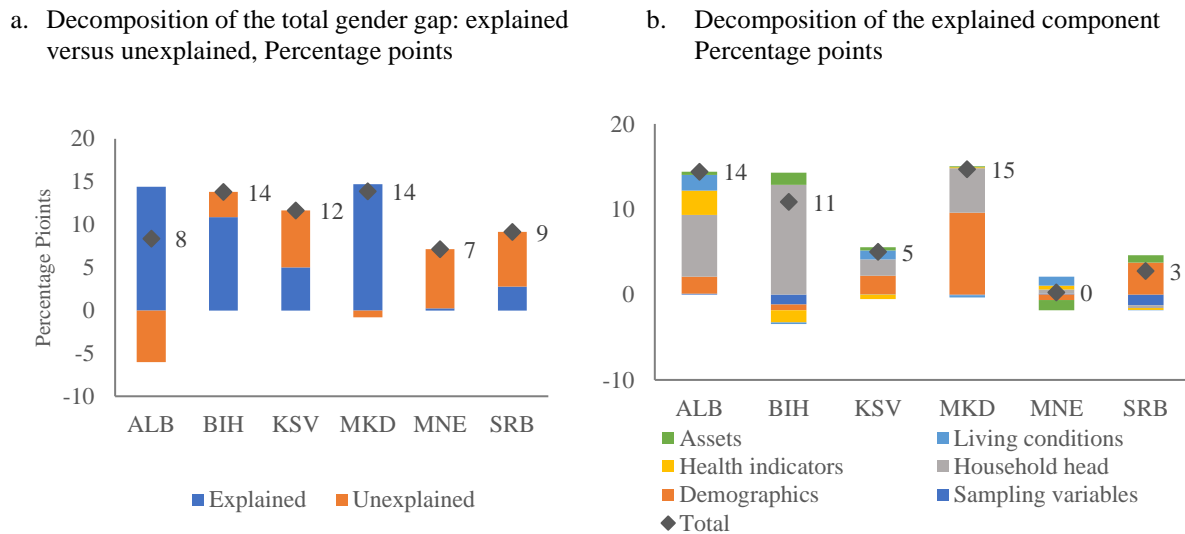 a. Decomposition of the total gender gap: explained
versus unexplained, Percentage points
20
15
10
5
0
-5
-10
Percentage Pioints
8
14
12
14
7
9
ALB BIH KSV MKD MNE SRB
Explained Unexplained
b. Decomposition of the explained component
Percentage points
20
10
0
-10
14
11
5
15
0
3
ALB BIH KSV MKD MNE SRB
Assets Living conditions
Health indicators Household head
Demographics Sampling variables
Total